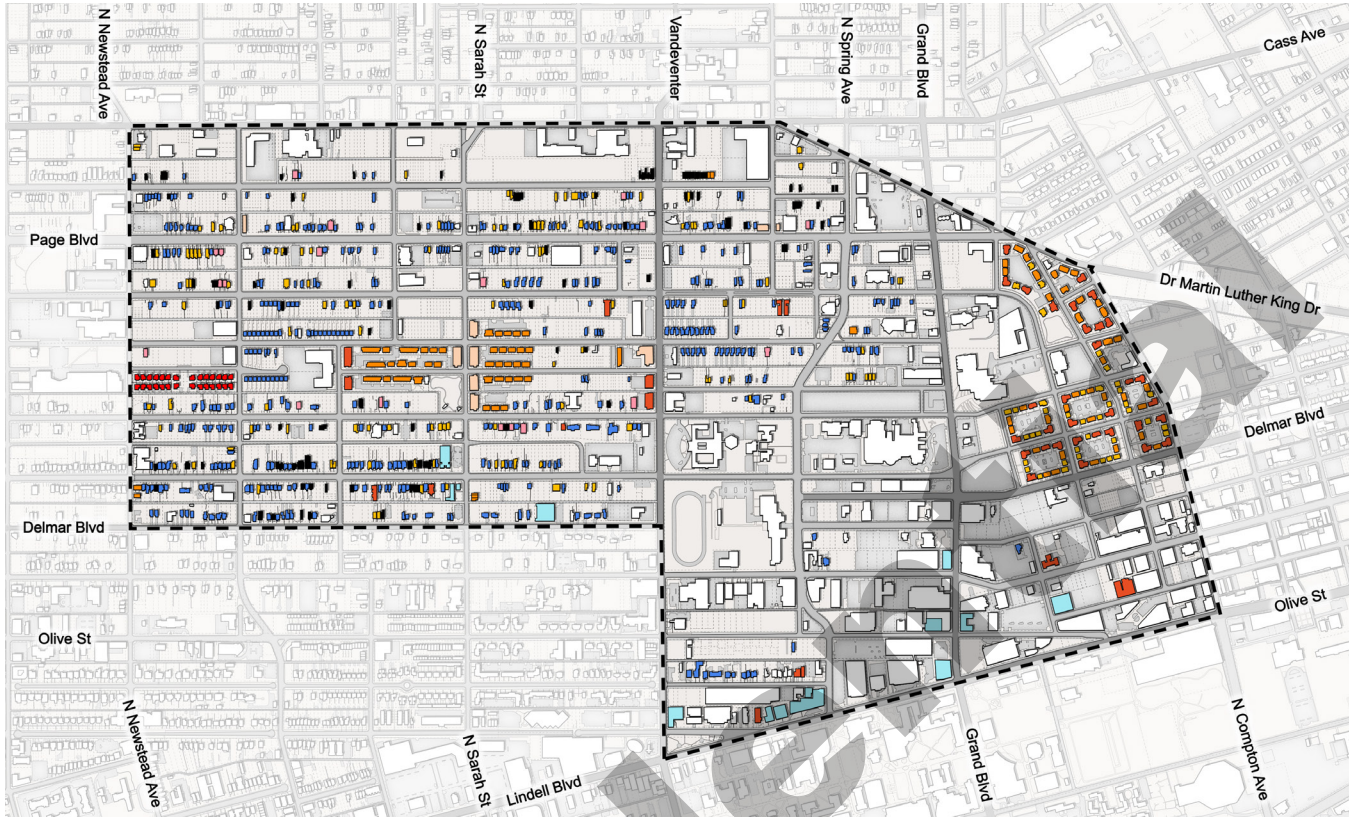 N Newstead Ave
N Sarah St
Vandeventer
N Spring Ave
Grand Blvd
Cass Ave
Page Blvd
Dr Martin Luther King Dr
Delmar Blvd
Delmar Blvd
Olive St
Olive St
N Newstead Ave
N Sarah St
Lindell Blvd
Grand Blvd
N Compton Ave